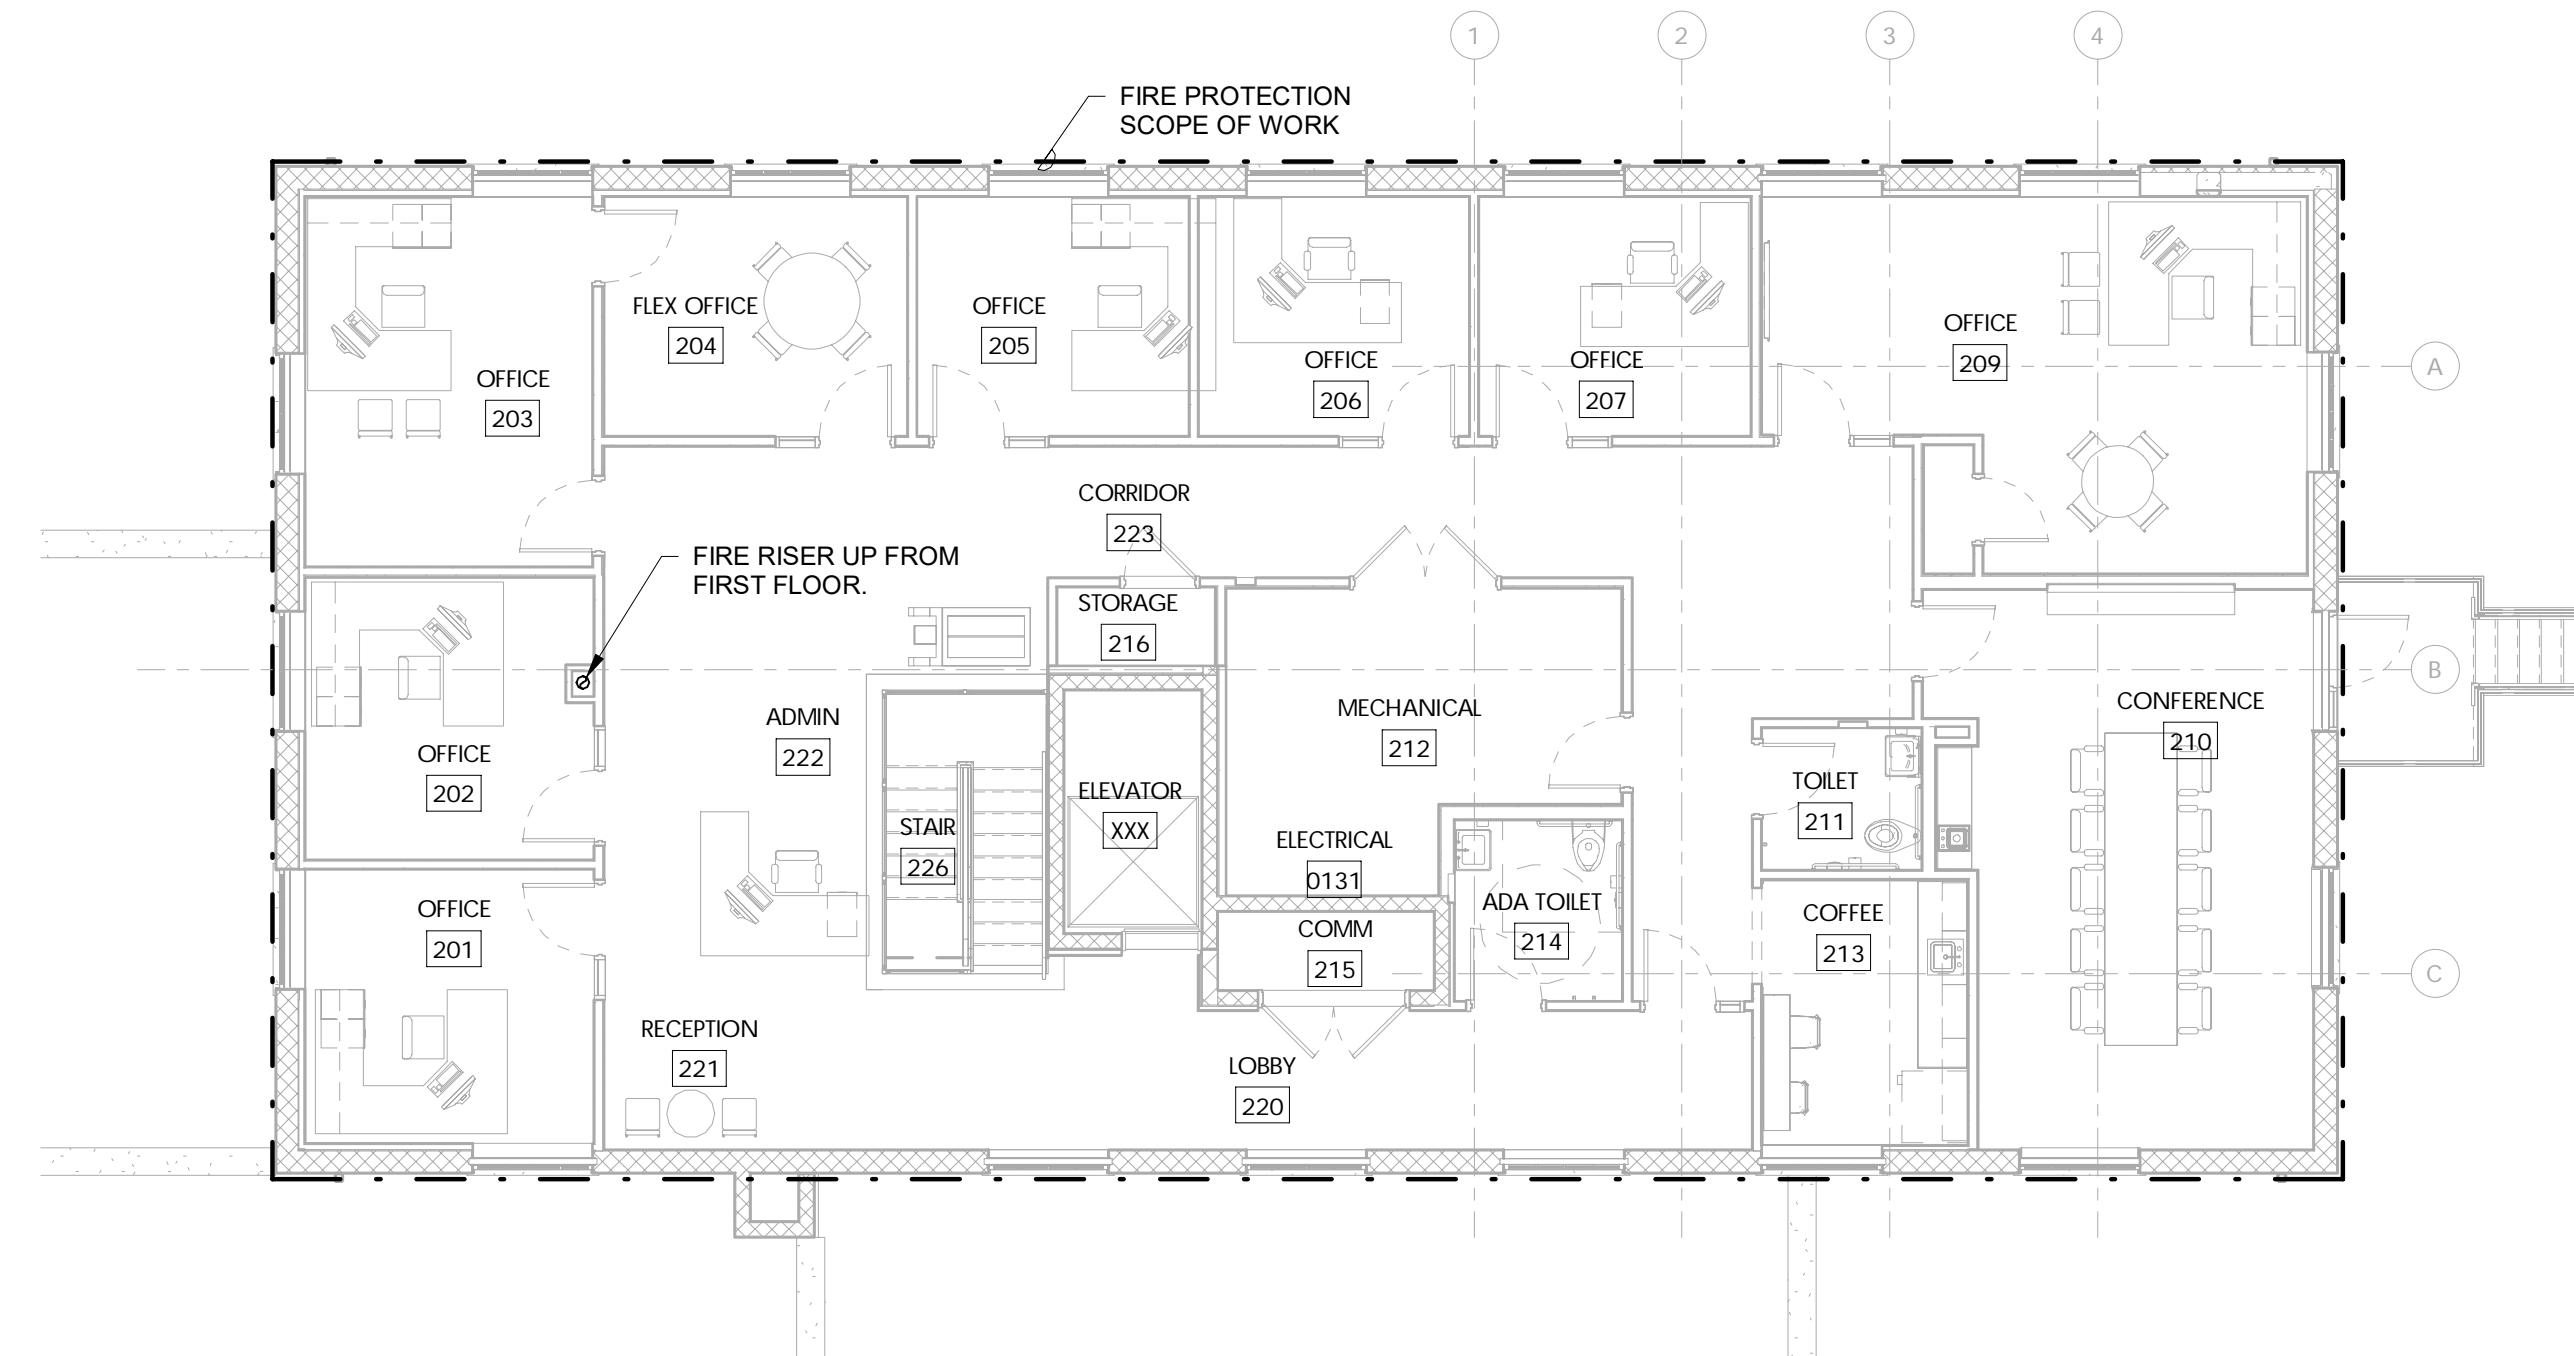 1
2
3
4
FIRE PROTECTION
SCOPE OF WORK
FLEX OFFICE
204
OFFICE
205
OFFICE
209
OFFICE
206
OFFICE
207
A
OFFICE
203
CORRIDOR
223
FIRE RISER UP FROM
FIRST FLOOR.
STORAGE
216
B
CONFERENCE
210
MECHANICAL
212
ADMIN
222
OFFICE
202
TOILET
211
ELEVATOR
XXX
STAIR
226
ELECTRICAL
0131
ADA TOILET
214
OFFICE
201
COFFEE
213
COMM
215
C
RECEPTION
221
LOBBY
220